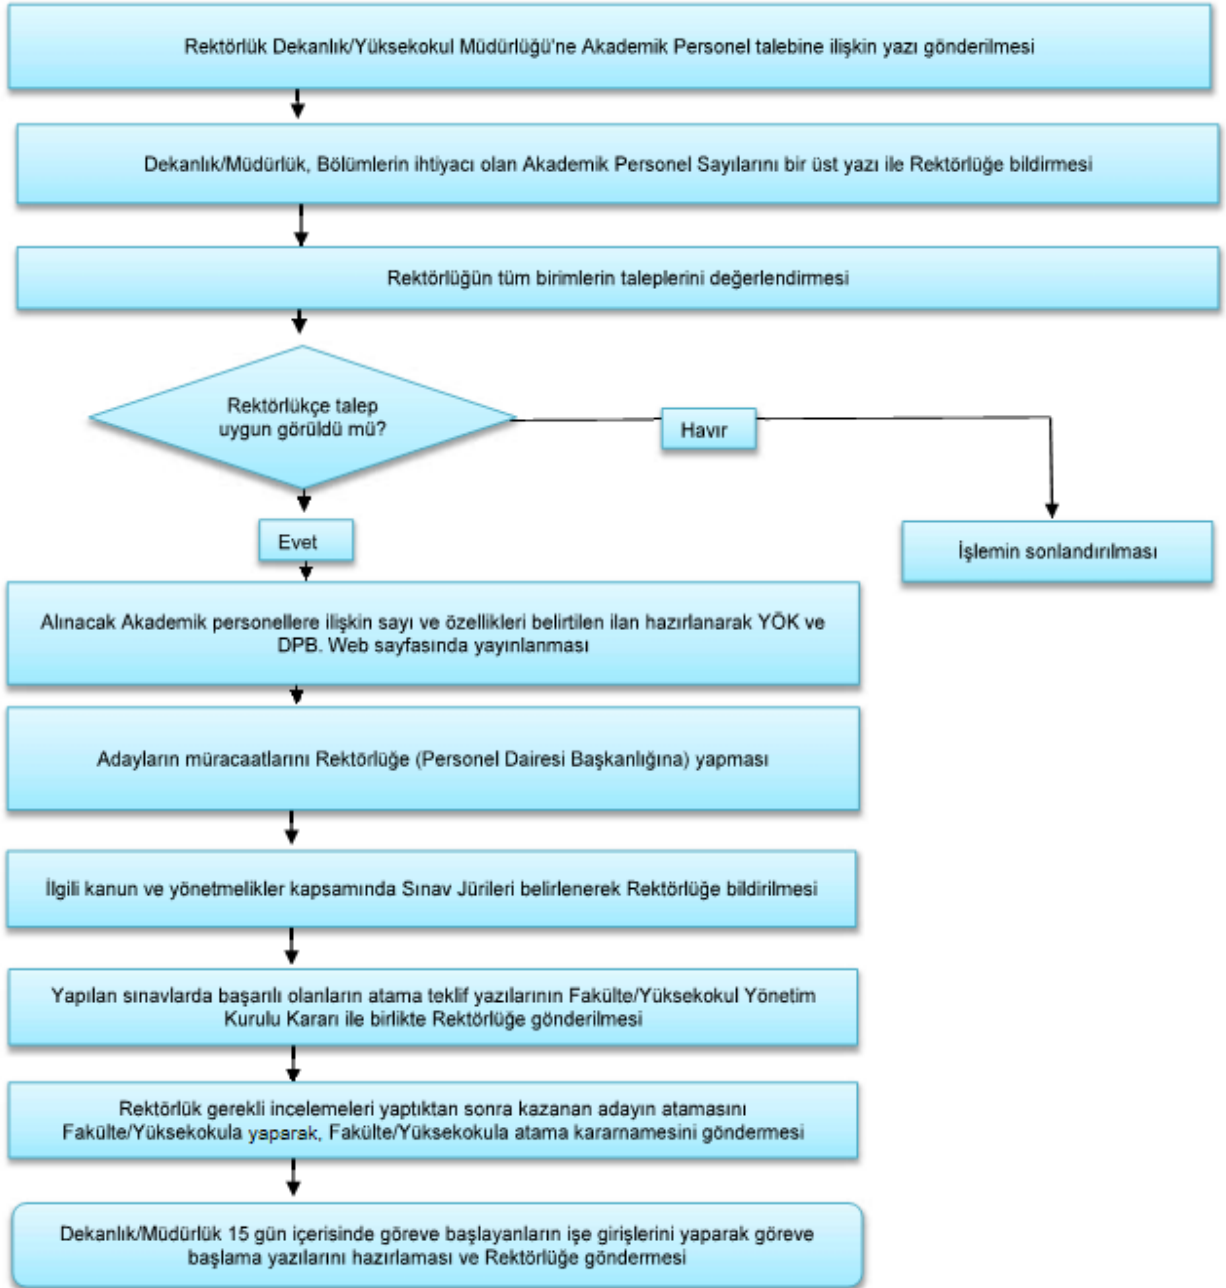 Rektörlük Dekanlık/Yüksekokul Müdürlüğü'ne Akademik Personel talebine ilişkin yazı gönderilmesi
Dekanlık/Müdürlük, Bölümlerin ihtiyacı olan Akademik Personel Sayılarını bir üst yazı ile Rektörlüğe bildirmesi
Rektörlüğün tüm birimlerin taleplerini değerlendirmesi
Rektörlükçe talep
uygun görüldü mü?
Havır
Evet
İşlemin sonlandırılması
Alınacak Akademik personellere ilişkin sayı ve özellikleri belirtilen ilan hazırlanarak YÖK ve
DPB. Web sayfasında yayınlanması
Adayların müracaatlarını Rektörlüğe (Personel Dairesi Başkanlığına) yapması
İlgili kanun ve yönetmelikler kapsamında Sınav Jürileri belirlenerek Rektörlüğe bildirilmesi
Yapılan sınavlarda başarılı olanların atama teklif yazılarının Fakülte/Yüksekokul Yönetim
Kurulu Kararı ile birlikte Rektörlüğe gönderilmesi
Rektörlük gerekli incelemeleri yaptıktan sonra kazanan adayın atamasını
Fakülte/Yüksekokula yaparak, Fakülte/Yüksekokula atama kararnamesini göndermesi
Dekanlık/Müdürlük 15 gün içerisinde göreve başlayanların işe girişlerini yaparak göreve
başlama yazılarını hazırlaması ve Rektörlüğe göndermesi